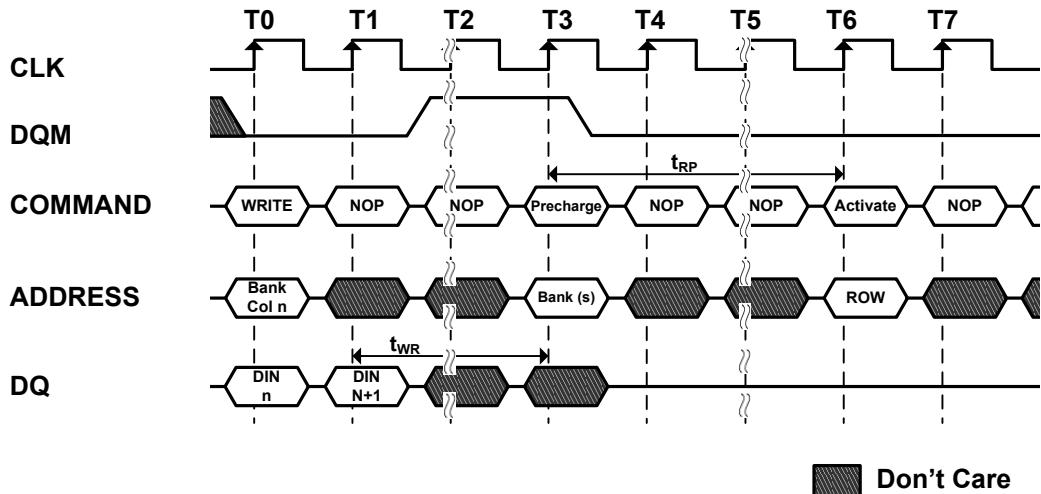 T0 T1 T2 T3 T4 T5 T6 T7
CLK
DQM
tRP
COMMAND WRITE NOP NOP Precharge NOP NOP Activate NOP
ADDRESS Bank Col n Bank (s) ROW
tWR
DQ DIN n DIN N+1
Don't Care